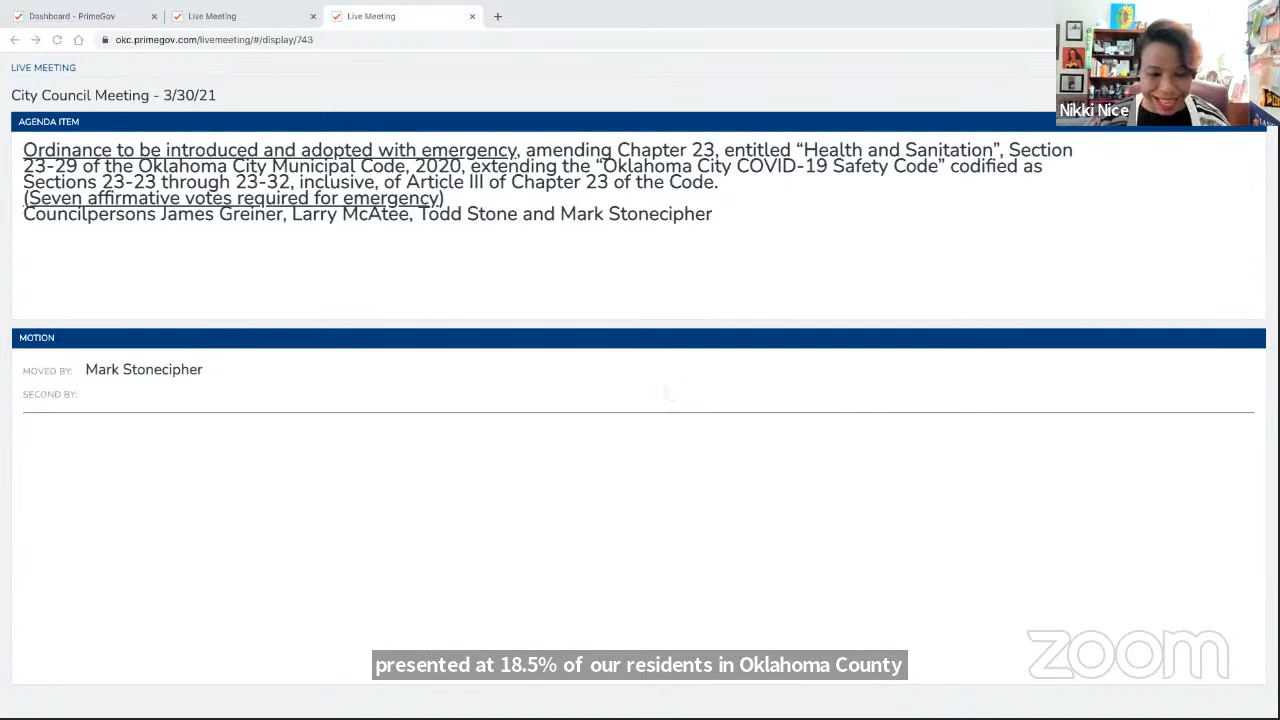 Dashboard - PrimeGov
Live Meeting
Live Meeting
okc.primegov.com/livemeeting/#/display/743
LIVE MEETING
City Council Meeting - 3/30/21
AGENDA ITEM
Ordinance to be introduced and adopted with emergency, amending Chapter 23, entitled “Health and Sanitation”, Section
23-29 of the Oklahoma City Municipal Code, 2020, extending the “Oklahoma City COVID-19 Safety Code” codified as
Sections 23-23 through 23-32, inclusive, of Article III of Chapter 23 of the Code.
(Seven affirmative votes required for emergency)
Councilpersons James Greiner, Larry McAtee, Todd Stone and Mark Stonecipher
MOTION
MOVED BY: Mark Stonecipher
SECOND BY:
Nikki Nice
presented at 18.5% of our residents in Oklahoma County
zoom